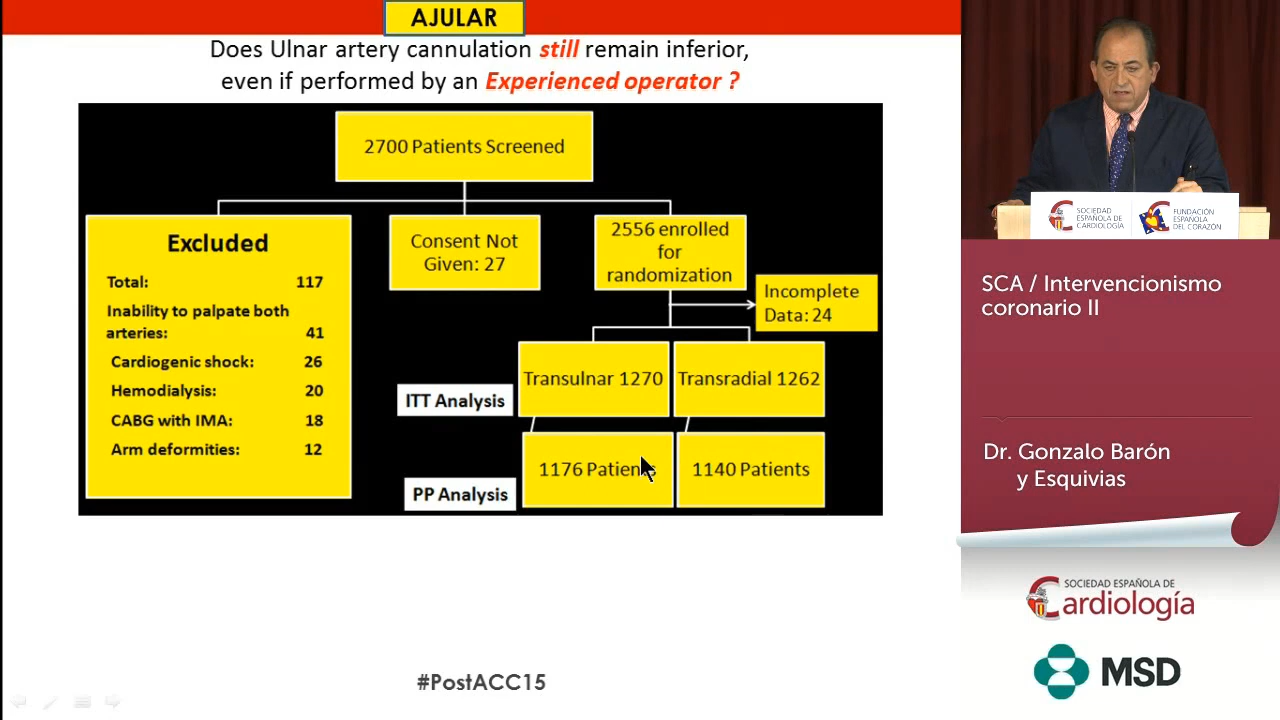 AJULAR
Does Ulnar artery cannulation still remain inferior,
even if performed by an Experienced operator ?
2700 Patients Screened
Excluded
Total: 117
Inability to palpate both
arteries: 41
Cardiogenic shock: 26
Hemodialysis: 20
CABG with IMA: 18
Arm deformities: 12
Consent Not
Given: 27
2556 enrolled
for
randomization
Incomplete
Data: 24
Transulnar 1270
Transradial 1262
ITT Analysis
1176 Patients
1140 Patients
PP Analysis
#PostACC15
SOCIEDAD
ESPAÑOLA DE
CARDIOLOGÍA
FUNDACIÓN
ESPAÑOLA
DEL CORAZÓN
SCA / Intervencionismo
coronario II
Dr. Gonzalo Barón
y Esquivias
SOCIEDAD ESPAÑOLA DE
Cardiología
MSD